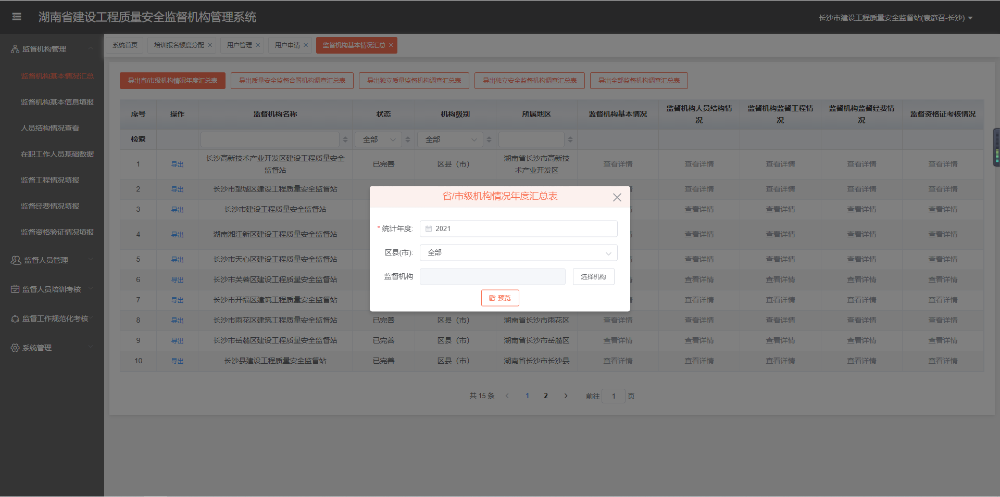 湖南省建设工程质量安全监督机构管理系统
长沙市建设工程质量安全监督站(袁彦召-长沙)
监督机构管理
监督机构基本情况汇总
监督机构基本信息填报
人员结构情况查看
在职工作人员基础数据
监督工程情况填报
监督经费情况填报
监督资格验证情况填报
监督人员管理
监督人员培训考核
监督工作规范化考核
系统管理
系统首页 培训报名额度分配 用户管理 用户申请 监督机构基本情况汇总
导出省/市级机构情况年度汇总表 导出质量安全监督合署机构调查汇总表 导出独立质量监督机构调查汇总表 导出独立安全监督机构调查汇总表 导出全部监督机构调查汇总表
序号 操作 监督机构名称 状态 机构级别 所属地区 监督机构基本情况 监督机构人员结构情况 监督机构监督工程情况 监督机构监督经费情况 监督资格证考核情况
检索 全部 全部
1 导出 长沙高新技术产业开发区建设工程质量安全监督站 已完善 区县（市） 湖南省长沙市高新技术产业开发区 查看详情 查看详情 查看详情 查看详情 查看详情
2 导出 长沙市望城区建设工程质量安全监督站 查看详情 查看详情 查看详情 查看详情
3 导出 长沙市建设工程质量安全监督站 查看详情 查看详情 查看详情 查看详情
4 导出 湖南湘江新区建设工程质量安全监督站 查看详情 查看详情 查看详情 查看详情
5 导出 长沙市天心区建设工程质量安全监督站 查看详情 查看详情 查看详情 查看详情
6 导出 长沙市芙蓉区建设工程质量安全监督站 查看详情 查看详情 查看详情 查看详情
7 导出 长沙市开福区建筑工程质量安全监督站 查看详情 查看详情 查看详情 查看详情
8 导出 长沙市雨花区建筑工程质量安全监督站 已完善 区县（市） 湖南省长沙市雨花区 查看详情 查看详情 查看详情 查看详情 查看详情
9 导出 长沙市岳麓区建设工程质量安全监督站 已完善 区县（市） 湖南省长沙市岳麓区 查看详情 查看详情 查看详情 查看详情 查看详情
10 导出 长沙县建设工程质量安全监督站 已完善 区县（市） 湖南省长沙市长沙县 查看详情 查看详情 查看详情 查看详情 查看详情
共 15 条 1 2 前往 1 页
省/市级机构情况年度汇总表
* 统计年度: 2021
区县(市): 全部
监督机构 选择机构
预览